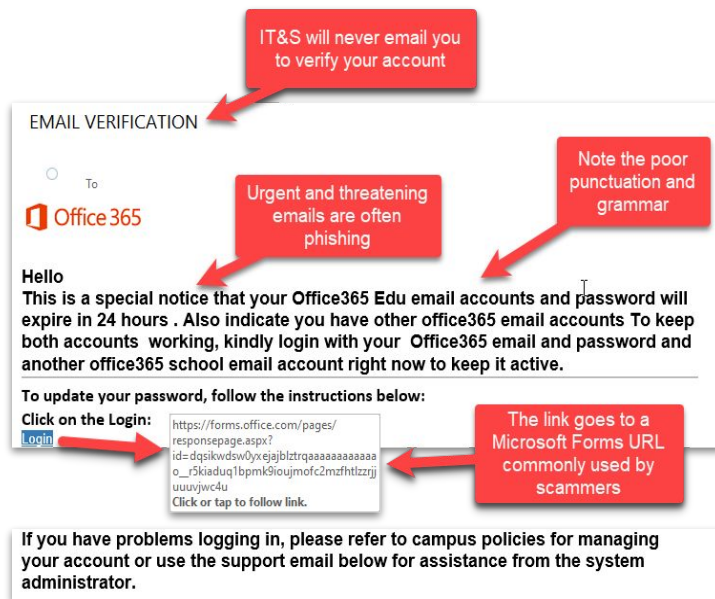 IT&S will never email you
to verify your account
EMAIL VERIFICATION
To
Office 365
Urgent and threatening
emails are often
phishing
Note the poor
punctuation and
grammar
Hello
This is a special notice that your Office365 Edu email accounts and password will
expire in 24 hours . Also indicate you have other office365 email accounts To keep
both accounts  working, kindly login with your  Office365 email and password and
another office365 school email account right now to keep it active.
To update your password, follow the instructions below:
Click on the Login:
Login
https://forms.office.com/pages/
responsepage.aspx?
id=dqsikwdsw0yxejajblztrqaaaaaaaaaaaa
o__r5kiaduq1bpmk9ioujmofc2mzfhtlzzrjj
uuuvjwc4u
Click or tap to follow link.
The link goes to a
Microsoft Forms URL
commonly used by
scammers
If you have problems logging in, please refer to campus policies for managing
your account or use the support email below for assistance from the system
administrator.